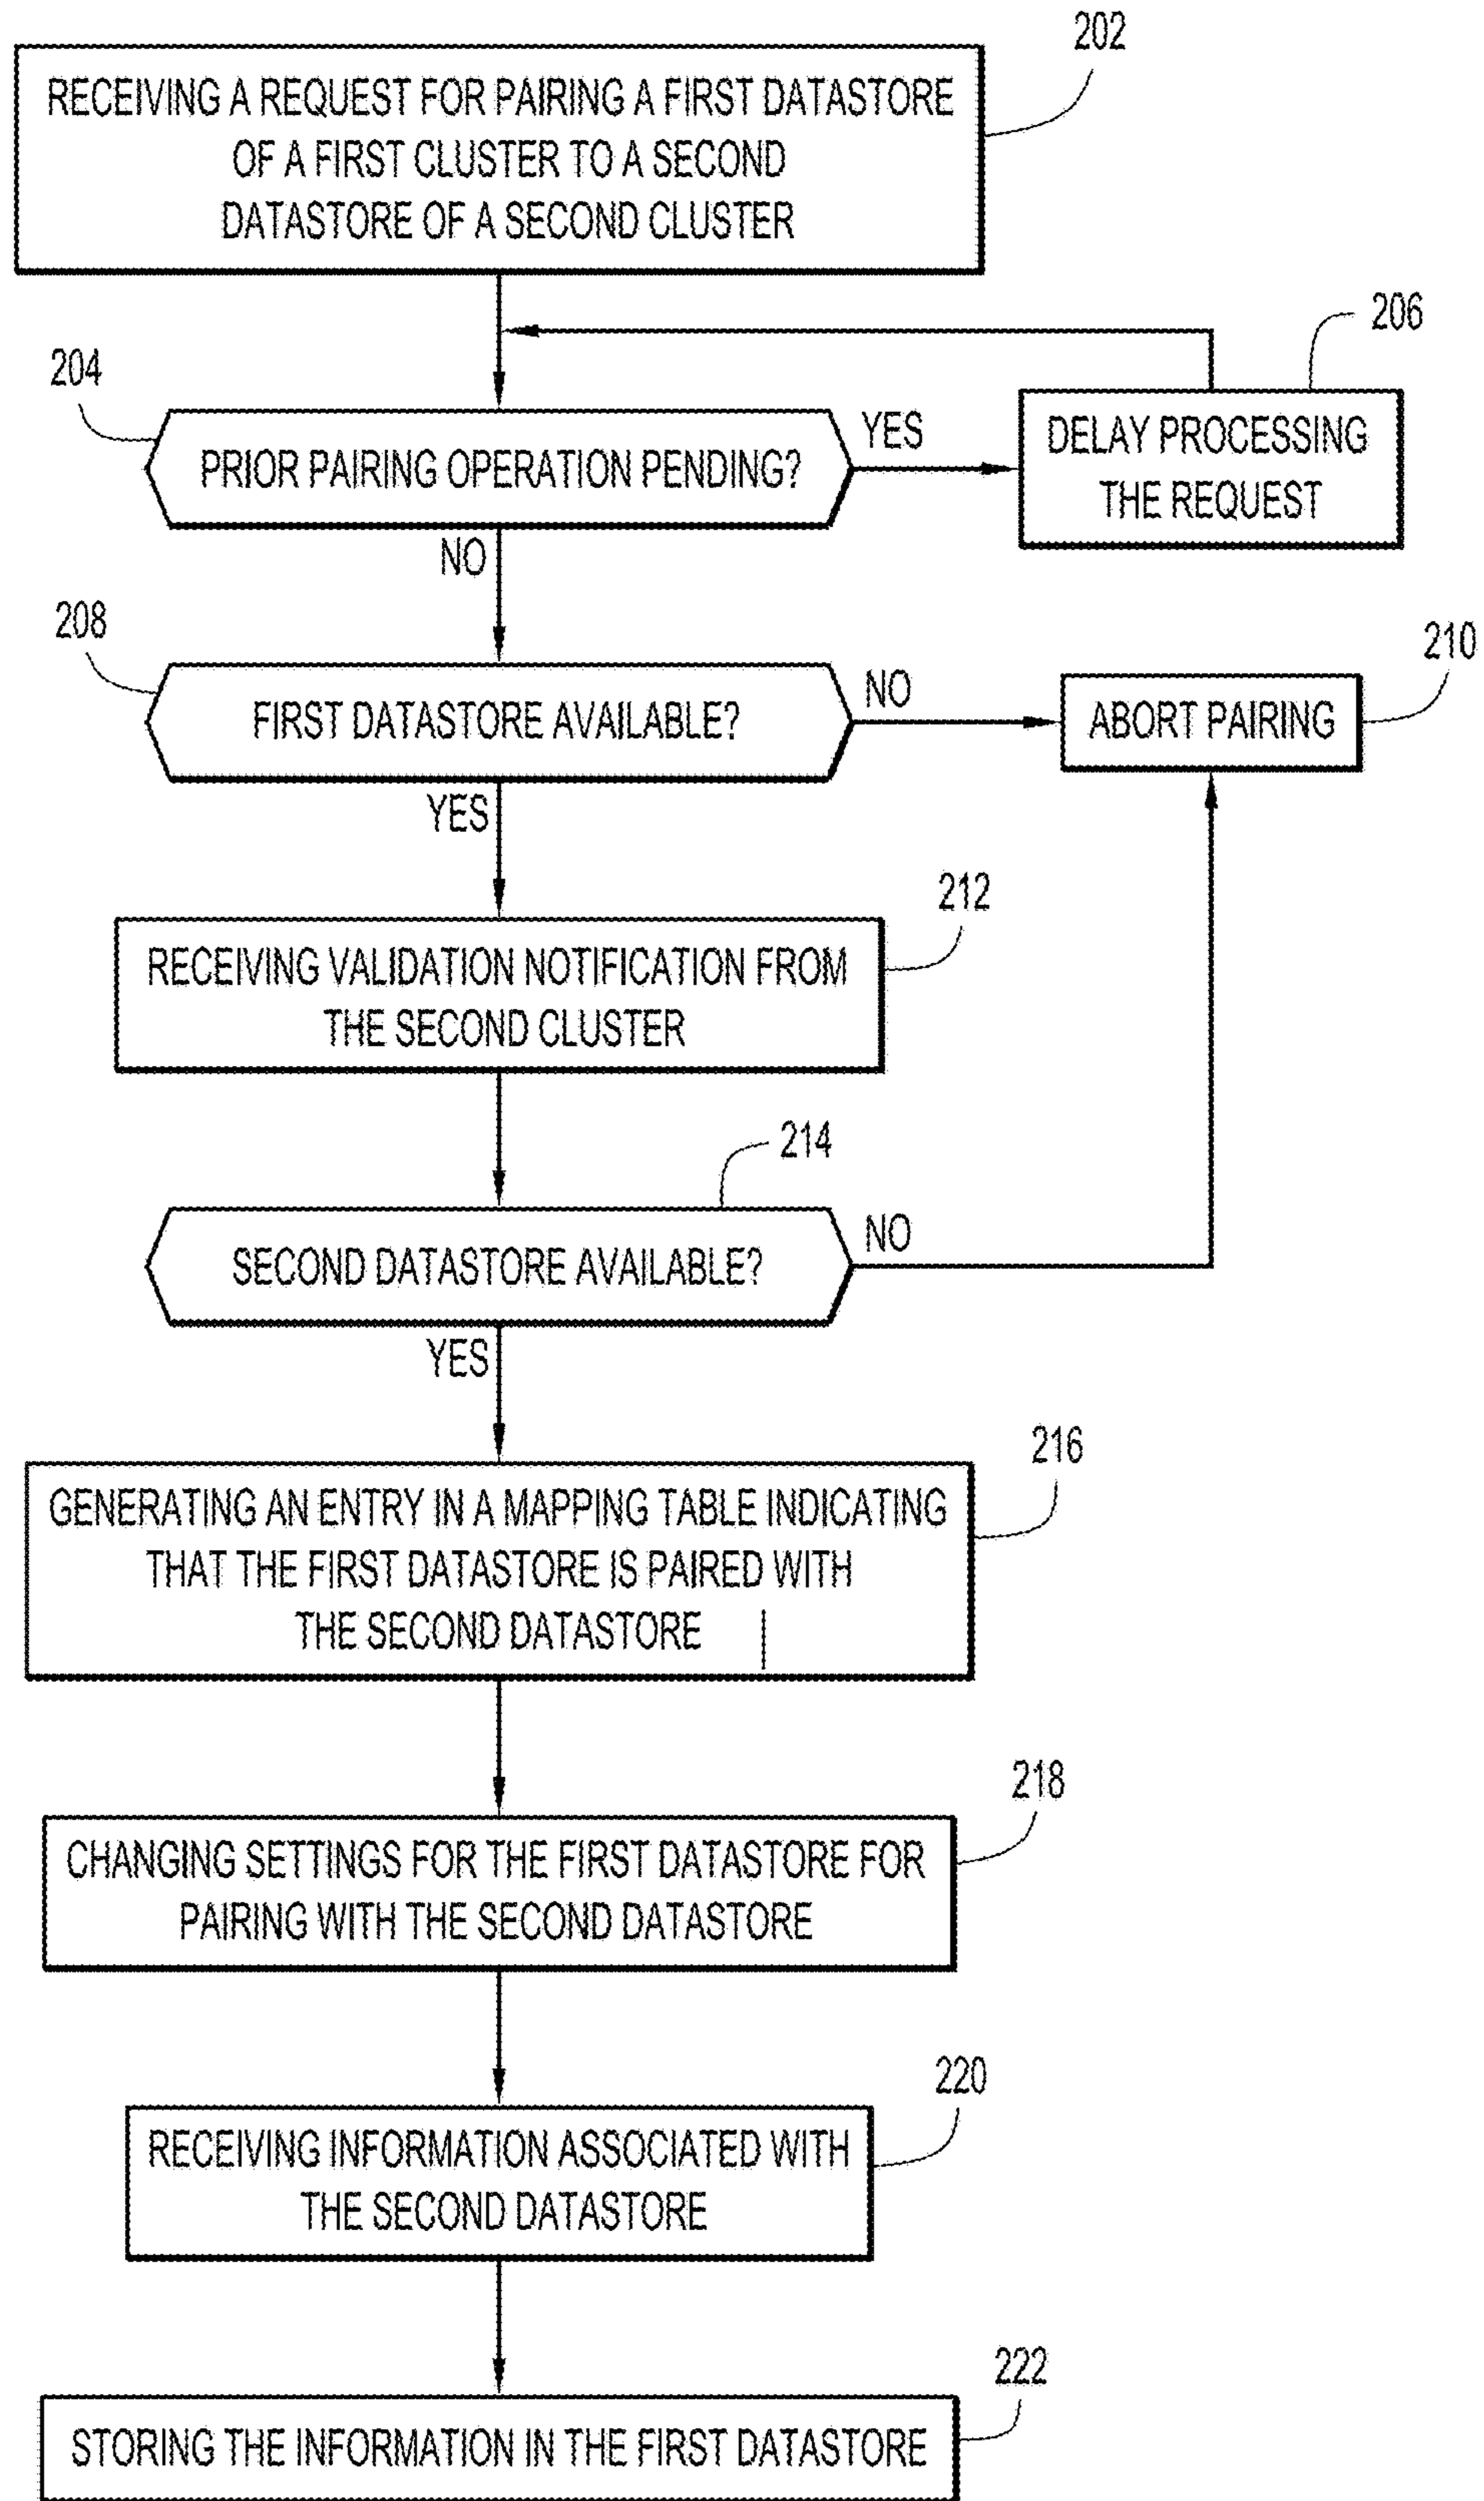 202
RECEIVING A REQUEST FOR PAIRING A FIRST DATASTORE
OF A FIRST CLUSTER TO A SECOND
DATASTORE OF A SECOND CLUSTER
206
204
PRIOR PAIRING OPERATION PENDING?
YES
DELAY PROCESSING
THE REQUEST
NO
208
FIRST DATASTORE AVAILABLE?
NO
210
ABORT PAIRING
YES
212
RECEIVING VALIDATION NOTIFICATION FROM
THE SECOND CLUSTER
214
SECOND DATASTORE AVAILABLE?
NO
YES
216
GENERATING AN ENTRY IN A MAPPING TABLE INDICATING
THAT THE FIRST DATASTORE IS PAIRED WITH
THE SECOND DATASTORE
218
CHANGING SETTINGS FOR THE FIRST DATASTORE FOR
PAIRING WITH THE SECOND DATASTORE
220
RECEIVING INFORMATION ASSOCIATED WITH
THE SECOND DATASTORE
222
STORING THE INFORMATION IN THE FIRST DATASTORE